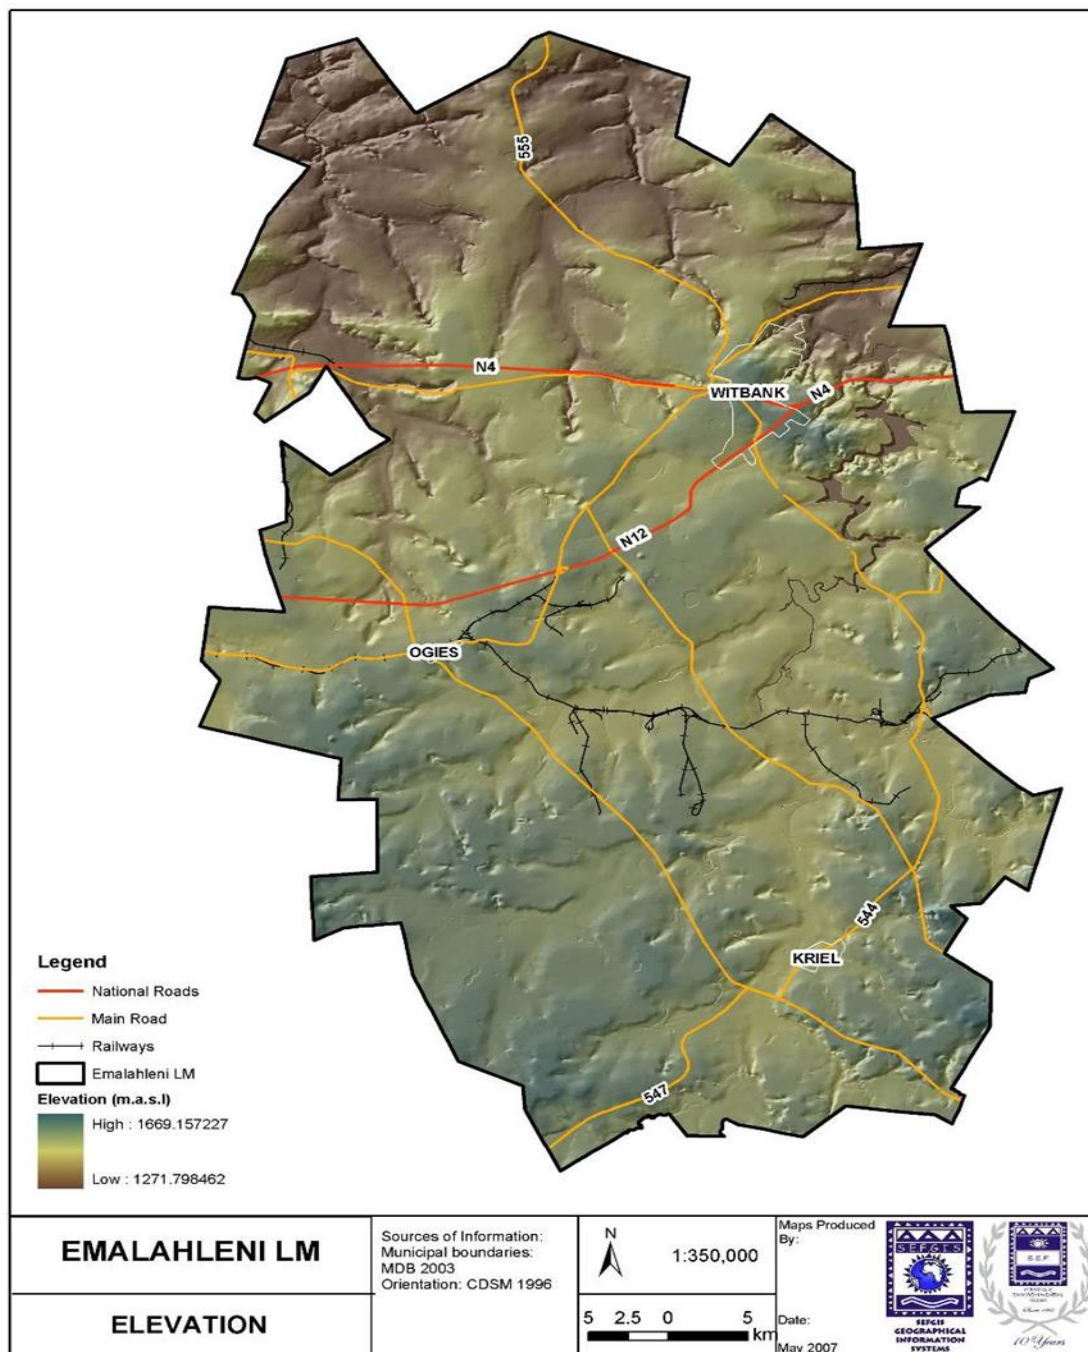 555
N4
WITBANK
N4
N12
OGIES
544
KRIEL
547
Legend
National Roads
Main Road
Railways
Emalahleni LM
Elevation (m.a.s.l)
High : 1669.157227
Low : 1271.798462
EMALAHLENI LM
ELEVATION
Sources of Information:
Municipal boundaries:
MDB 2003
Orientation: CDSM 1996
N
1:350,000
5 2.5 0 5
km
Maps Produced
By:
Date:
May 2007
SEFGIS
SEFGIS
GEOGRAPHICAL
INFORMATION
SYSTEMS
S.E.F
10 Years